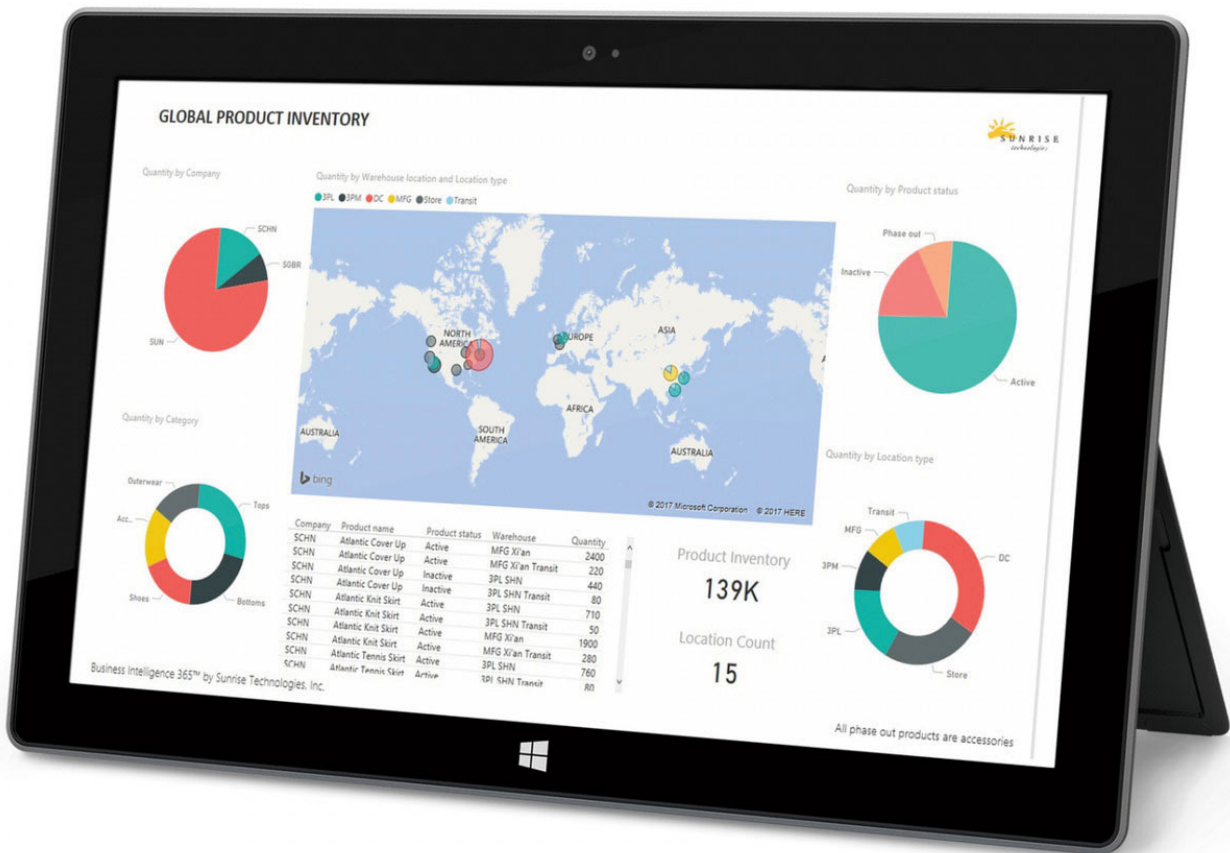 GLOBAL PRODUCT INVENTORY
SUNRISE
technologies
Quantity by Company
SCHN
SGBR
SUN
Quantity by Warehouse location and Location type
3PL 3PM DC MFG Store Transit
NORTH
AMERICA
EUROPE
ASIA
AFRICA
SOUTH
AMERICA
AUSTRALIA
AUSTRALIA
A
bing
© 2017 Microsoft Corporation © 2017 HERE
Quantity by Product status
Phase out
Inactive
Active
Quantity by Category
Outerwear
Tops
Acc...
Shoes
Bottoms
Company Product name Product status Warehouse Quantity
SCHN Atlantic Cover Up Active MFG Xi'an 2400
SCHN Atlantic Cover Up Active MFG Xi'an Transit 220
SCHN Atlantic Cover Up Inactive 3PL SHN 440
SCHN Atlantic Cover Up Inactive 3PL SHN Transit 80
SCHN Atlantic Knit Skirt Active 3PL SHN 710
SCHN Atlantic Knit Skirt Active 3PL SHN Transit 50
SCHN Atlantic Knit Skirt Active MFG Xi'an 1900
SCHN Atlantic Knit Skirt Active MFG Xi'an Transit 280
SCHN Atlantic Tennis Skirt Active 3PL SHN 760
SCHN Atlantic Tennis Skirt Active 3PL SHN Transit 80
Product Inventory
139K
Location Count
15
Quantity by Location type
Transit
MFG
DC
3PM
3PL
Store
Business Intelligence 365™ by Sunrise Technologies, Inc.
All phase out products are accessories